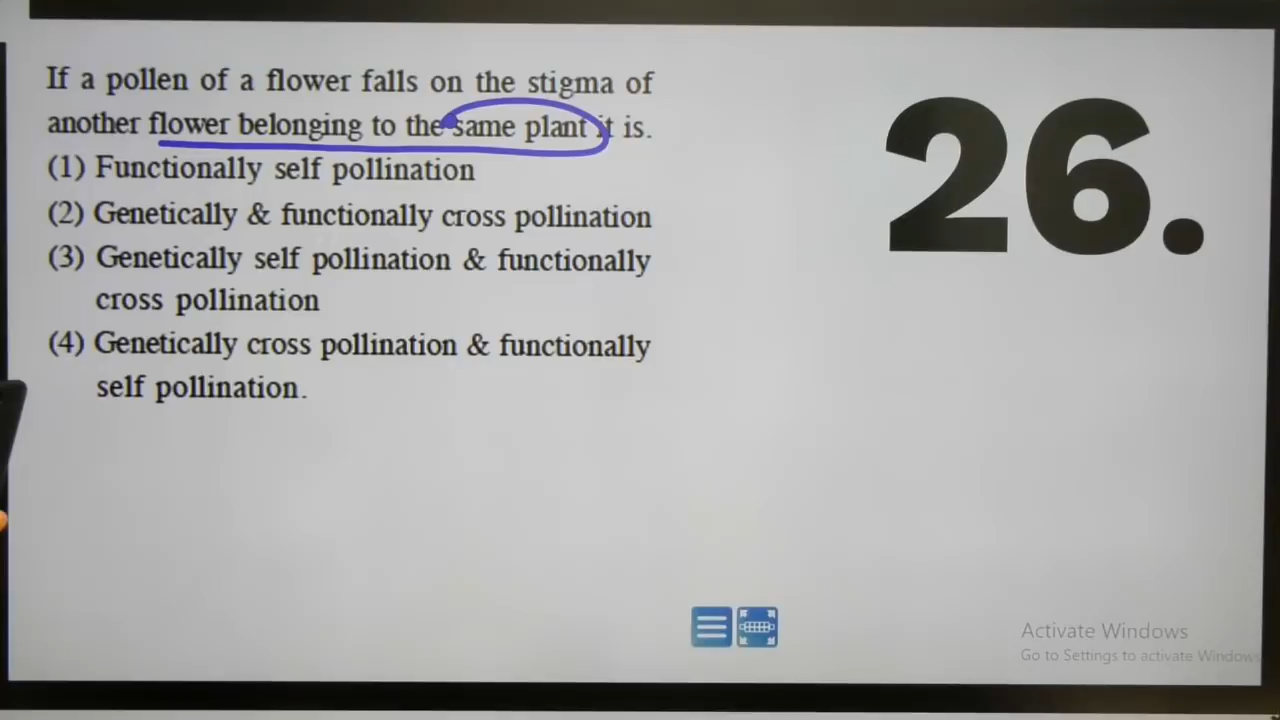 If a pollen of a flower falls on the stigma of
another flower belonging to the same plant it is.
(1) Functionally self pollination
(2) Genetically & functionally cross pollination
(3) Genetically self pollination & functionally
cross pollination
(4) Genetically cross pollination & functionally
self pollination.
26.
Activate Windows
Go to Settings to activate Windows